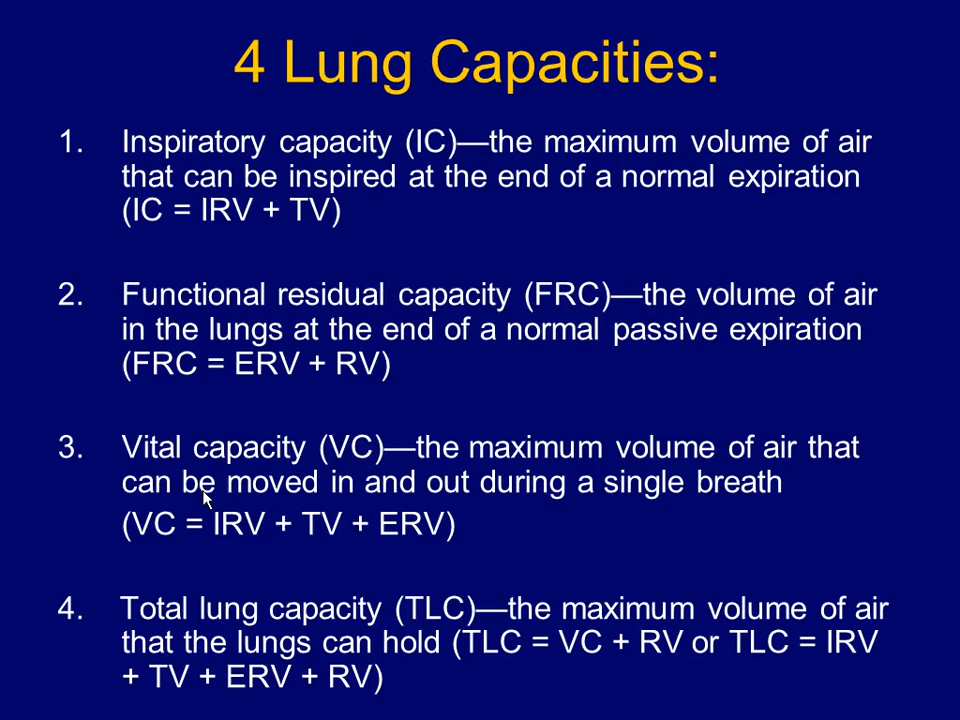 4 Lung Capacities:
1. Inspiratory capacity (IC)—the maximum volume of air
that can be inspired at the end of a normal expiration
(IC = IRV + TV)
2. Functional residual capacity (FRC)—the volume of air
in the lungs at the end of a normal passive expiration
(FRC = ERV + RV)
3. Vital capacity (VC)—the maximum volume of air that
can be moved in and out during a single breath
(VC = IRV + TV + ERV)
4. Total lung capacity (TLC)—the maximum volume of air
that the lungs can hold (TLC = VC + RV or TLC = IRV
+ TV + ERV + RV)